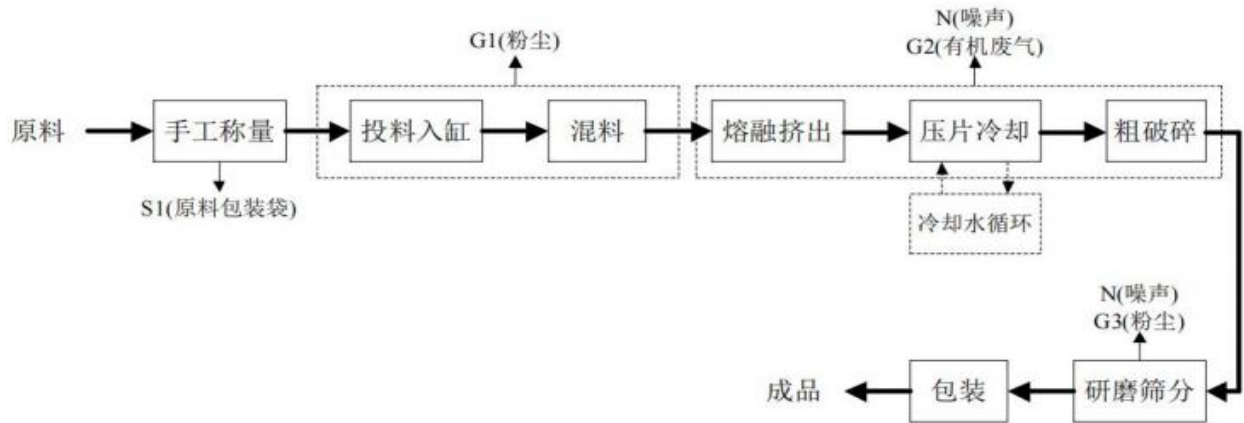 N(噪声)
G1(粉尘)
G2(有机废气)
原料
手工称量
投料入缸
混料
熔融挤出
压片冷却
粗破碎
S1(原料包装袋)
冷却水循环
N(噪声)
G3(粉尘)
成品
包装
研磨筛分